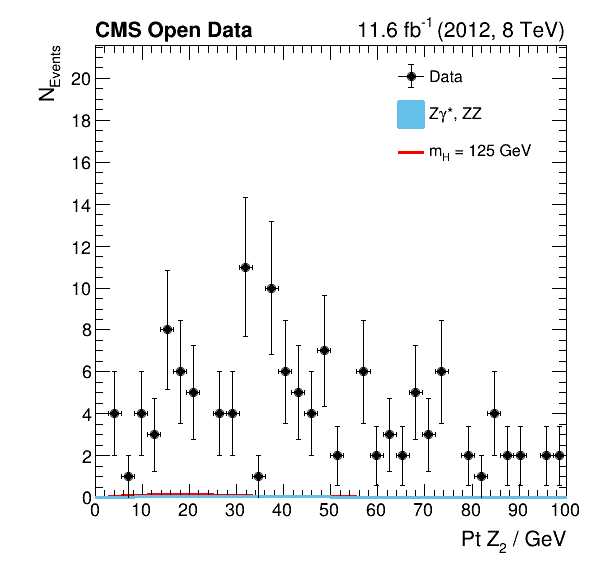 CMS Open Data 11.6 fb⁻¹ (2012, 8 TeV)
N_Events
Data
Zγ*, ZZ
m_H = 125 GeV
20
18
16
14
12
10
8
6
4
2
0
0 10 20 30 40 50 60 70 80 90 100
Pt Z₂ / GeV